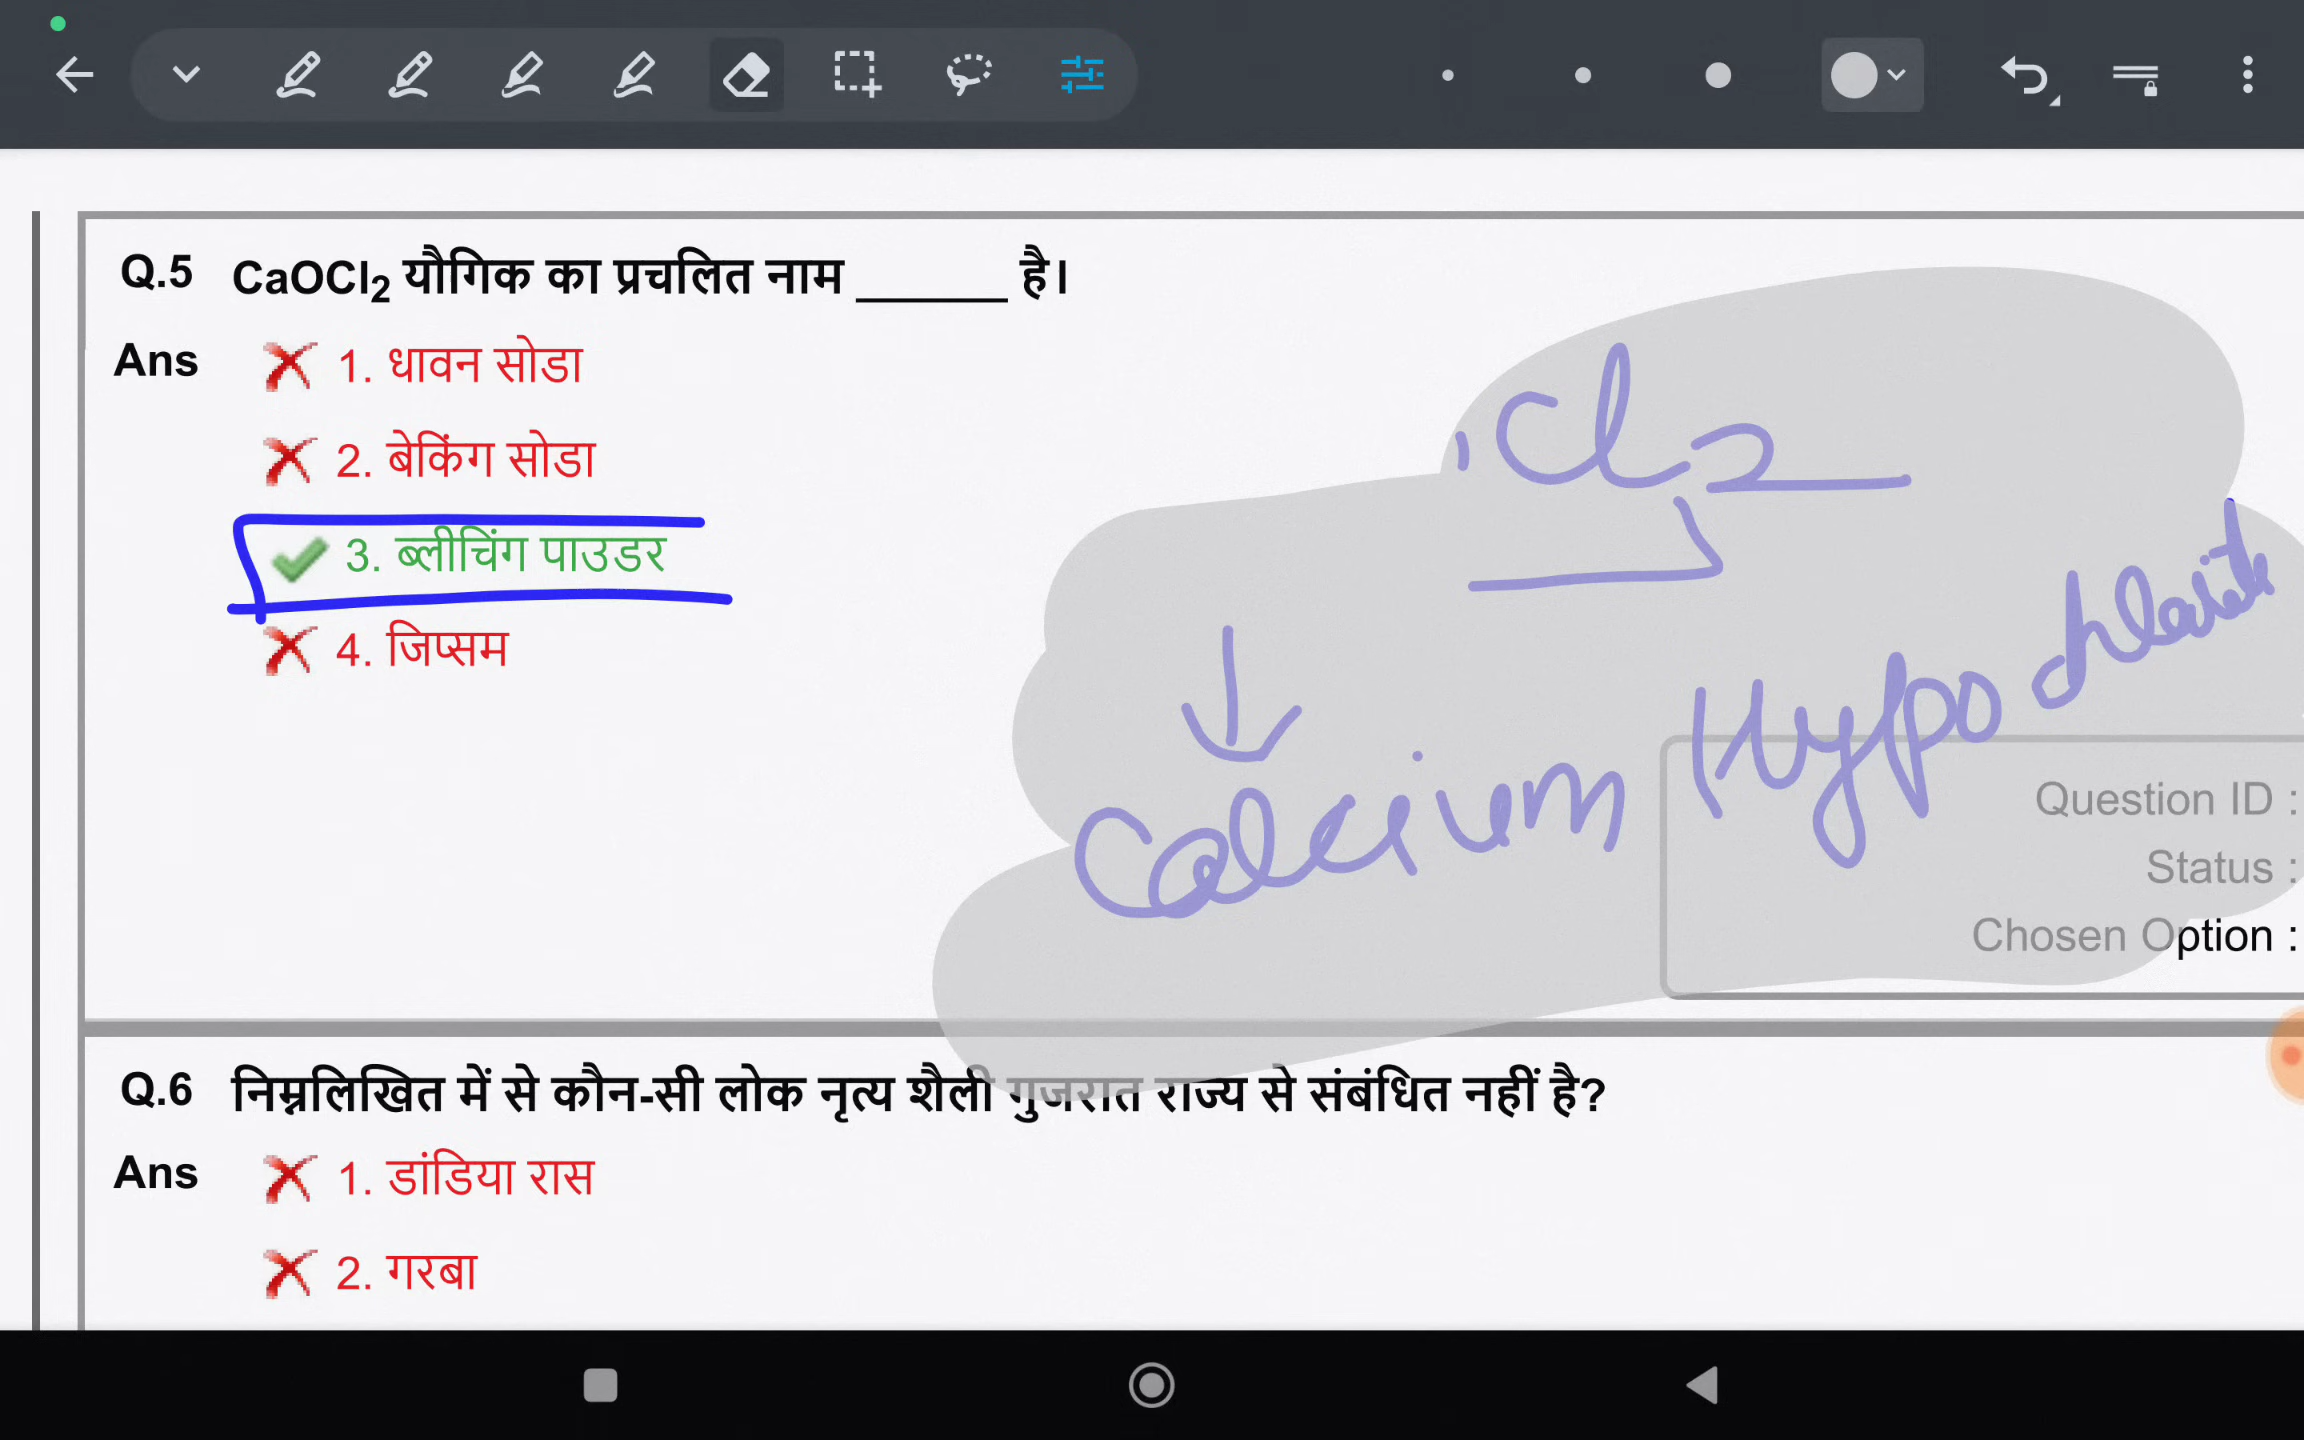 Q.5 CaOCl₂ यौगिक का प्रचलित नाम ______ है।
Ans 1. धावन सोडा
2. बेकिंग सोडा
3. ब्लीचिंग पाउडर
4. जिप्सम
Cl2
Calcium Hypo
Question ID :
Status :
Chosen Option :
Q.6 निम्नलिखित में से कौन-सी लोक नृत्य शैली गुजरात राज्य से संबंधित नहीं है?
Ans 1. डांडिया रास
2. गरबा